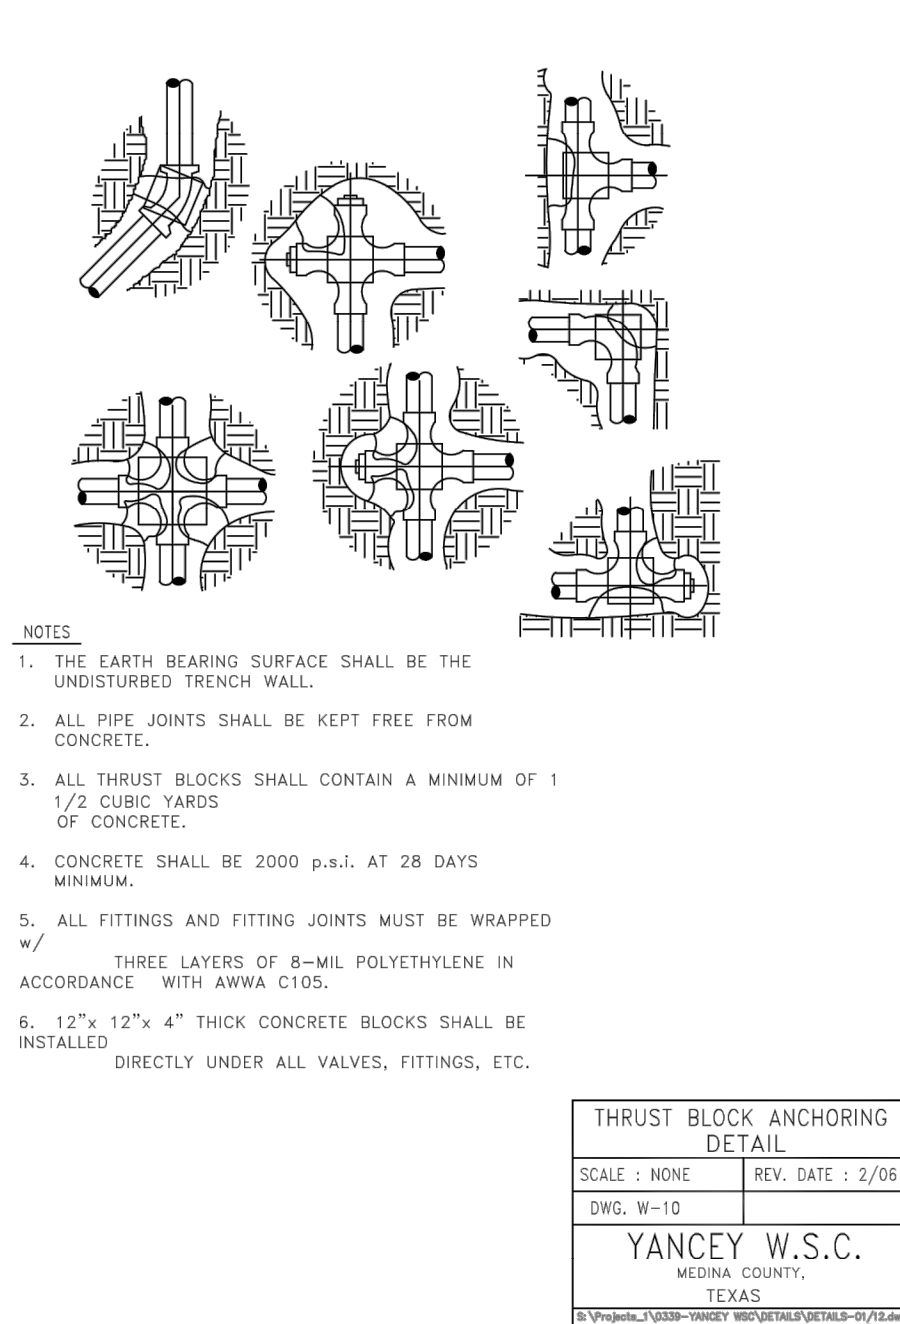 NOTES
1. THE EARTH BEARING SURFACE SHALL BE THE
UNDISTURBED TRENCH WALL.
2. ALL PIPE JOINTS SHALL BE KEPT FREE FROM
CONCRETE.
3. ALL THRUST BLOCKS SHALL CONTAIN A MINIMUM OF 1
1/2 CUBIC YARDS
OF CONCRETE.
4. CONCRETE SHALL BE 2000 p.s.i. AT 28 DAYS
MINIMUM.
5. ALL FITTINGS AND FITTING JOINTS MUST BE WRAPPED
w/
THREE LAYERS OF 8-MIL POLYETHYLENE IN
ACCORDANCE WITH AWWA C105.
6. 12"x 12"x 4" THICK CONCRETE BLOCKS SHALL BE
INSTALLED
DIRECTLY UNDER ALL VALVES, FITTINGS, ETC.
THRUST BLOCK ANCHORING
DETAIL
SCALE : NONE REV. DATE : 2/06
DWG. W-10
YANCEY W.S.C.
MEDINA COUNTY,
TEXAS
S:\Projects_1\0339-YANCEY WSC\DETAILS\DETAILS-01/12.dw